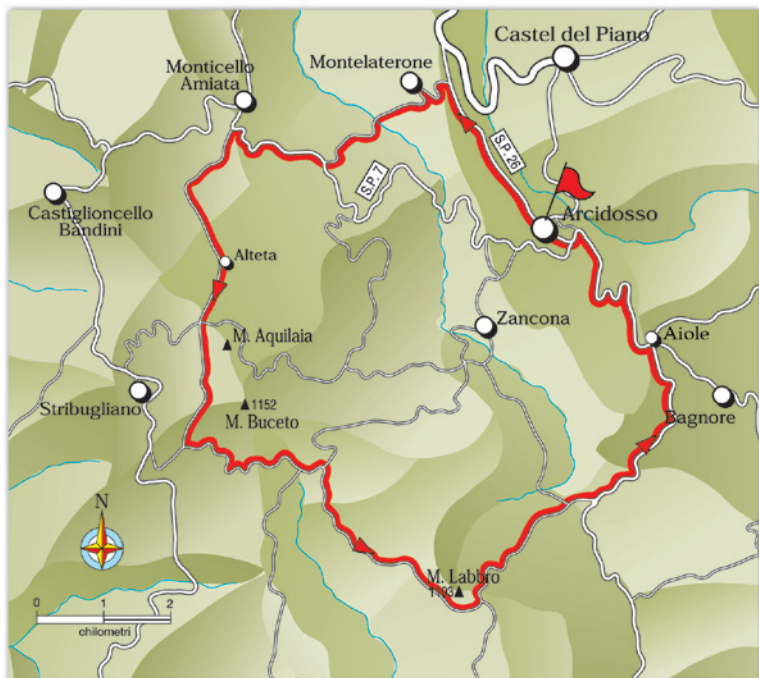 Castel del Piano
Monticello
Amiata
Montelaterone
S.P. 26
S.P. 7
Castiglioncello
Bandini
Arcidosso
Alteta
Zancona
M. Aquilaia
Aiole
Stribugliano
1152
M. Buceto
Bagnore
N
M. Labbro
1193
0 1 2
chilometri